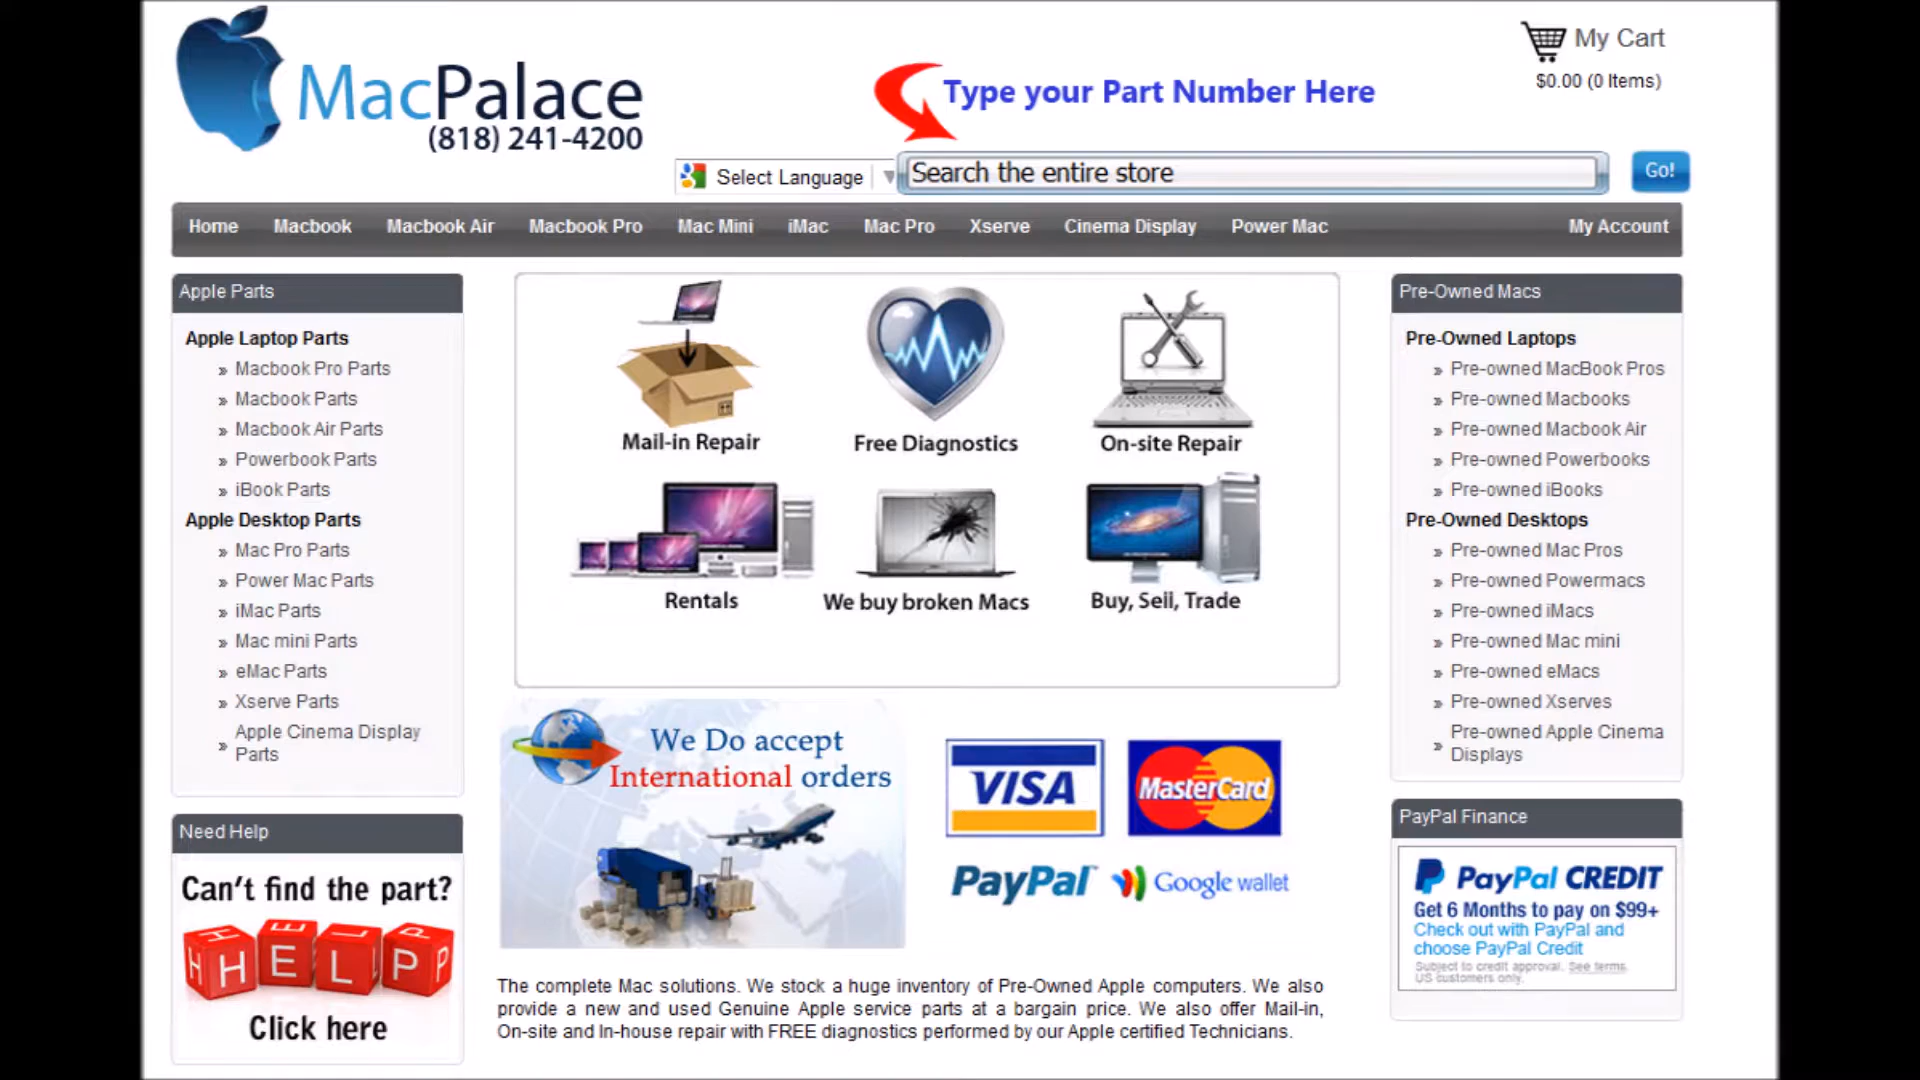 MacPalace
(818) 241-4200
Type your Part Number Here
My Cart
$0.00 (0 Items)
Select Language
Search the entire store
Go!
Home Macbook Macbook Air Macbook Pro Mac Mini iMac Mac Pro Xserve Cinema Display Power Mac My Account
Apple Parts
Apple Laptop Parts
» Macbook Pro Parts
» Macbook Parts
» Macbook Air Parts
» Powerbook Parts
» iBook Parts
Apple Desktop Parts
» Mac Pro Parts
» Power Mac Parts
» iMac Parts
» Mac mini Parts
» eMac Parts
» Xserve Parts
» Apple Cinema Display
Parts
Need Help
Can't find the part?
HELP
Click here
Mail-in Repair
Free Diagnostics
On-site Repair
Rentals
We buy broken Macs
Buy, Sell, Trade
We Do accept
International orders
VISA
MasterCard
PayPal
Google wallet
The complete Mac solutions. We stock a huge inventory of Pre-Owned Apple computers. We also
provide a new and used Genuine Apple service parts at a bargain price. We also offer Mail-in,
On-site and In-house repair with FREE diagnostics performed by our Apple certified Technicians.
Pre-Owned Macs
Pre-Owned Laptops
» Pre-owned MacBook Pros
» Pre-owned Macbooks
» Pre-owned Macbook Air
» Pre-owned Powerbooks
» Pre-owned iBooks
Pre-Owned Desktops
» Pre-owned Mac Pros
» Pre-owned Powermacs
» Pre-owned iMacs
» Pre-owned Mac mini
» Pre-owned eMacs
» Pre-owned Xserves
» Pre-owned Apple Cinema
Displays
PayPal Finance
PayPal CREDIT
Get 6 Months to pay on $99+
Check out with PayPal and
choose PayPal Credit
Subject to credit approval. See terms.
US customers only.